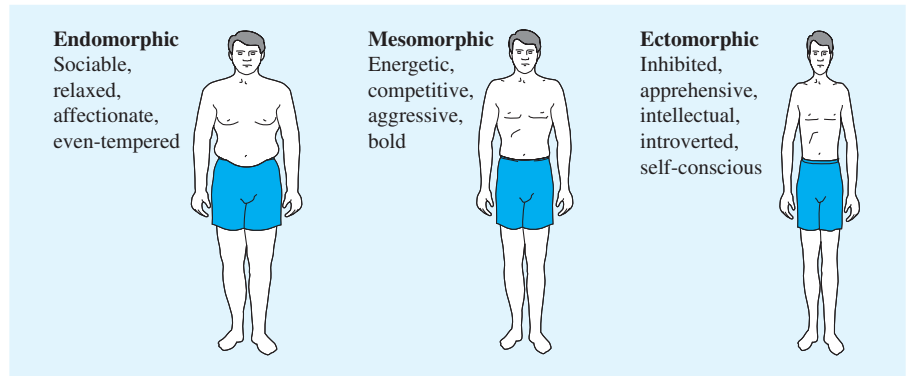 Endomorphic
Sociable,
relaxed,
affectionate,
even-tempered
Mesomorphic
Energetic,
competitive,
aggressive,
bold
Ectomorphic
Inhibited,
apprehensive,
intellectual,
introverted,
self-conscious